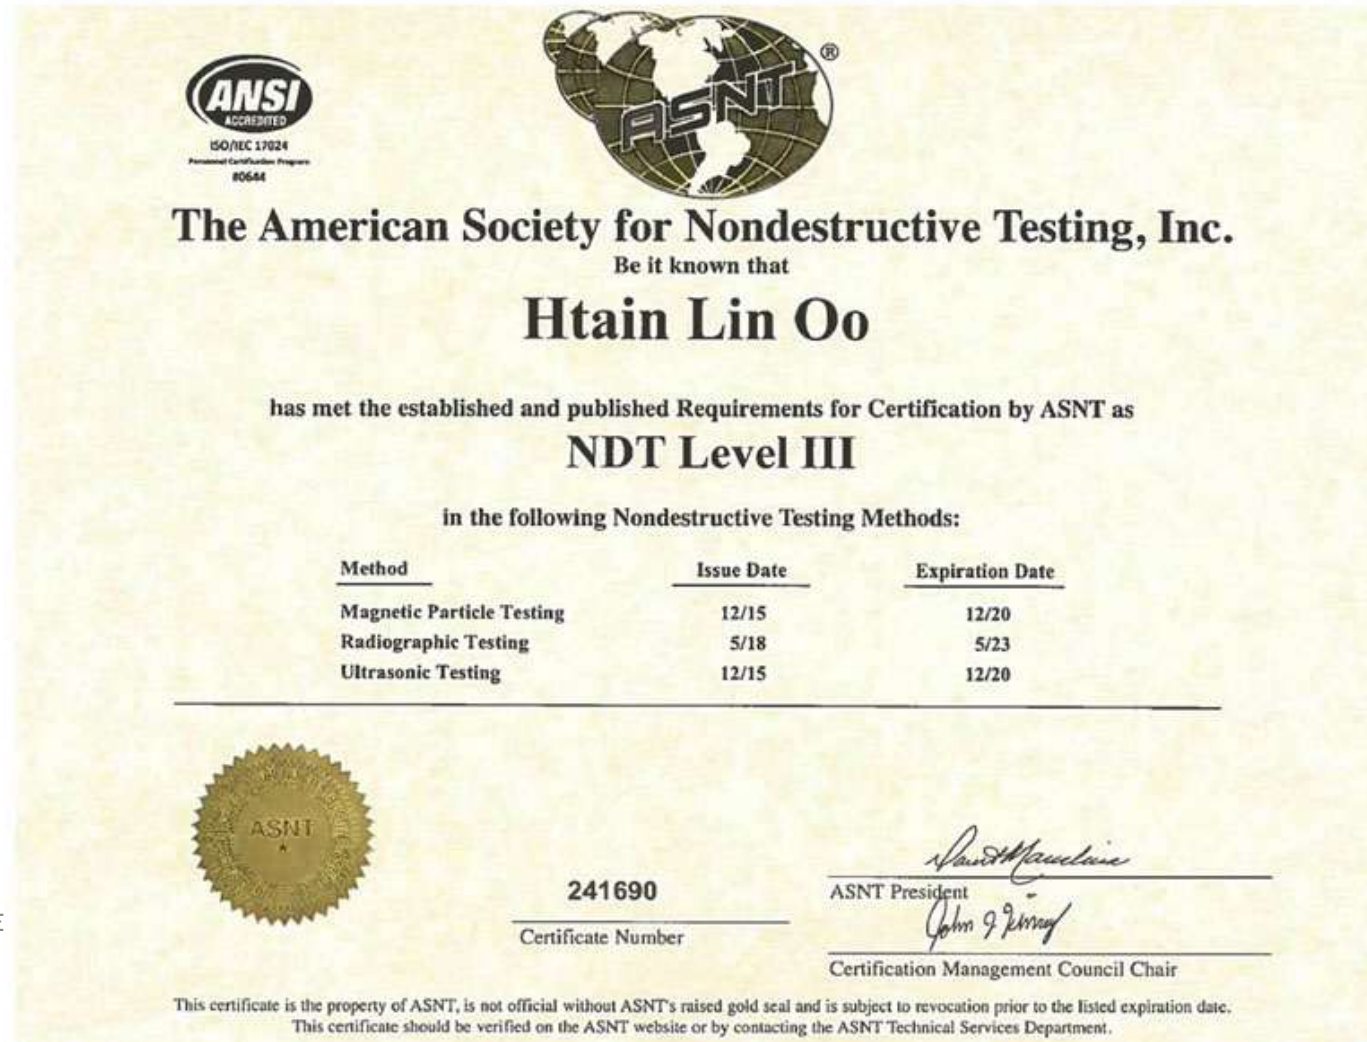 ANSI
ACCREDITED
ISO/IEC 17024
Personnel Certification Program
#0644
ASNT
®
The American Society for Nondestructive Testing, Inc.
Be it known that
Htain Lin Oo
has met the established and published Requirements for Certification by ASNT as
NDT Level III
in the following Nondestructive Testing Methods:
Method Issue Date Expiration Date
Magnetic Particle Testing 12/15 12/20
Radiographic Testing 5/18 5/23
Ultrasonic Testing 12/15 12/20
ASNT
241690
Certificate Number
ASNT President
Certification Management Council Chair
This certificate is the property of ASNT, is not official without ASNT's raised gold seal and is subject to revocation prior to the listed expiration date.
This certificate should be verified on the ASNT website or by contacting the ASNT Technical Services Department.